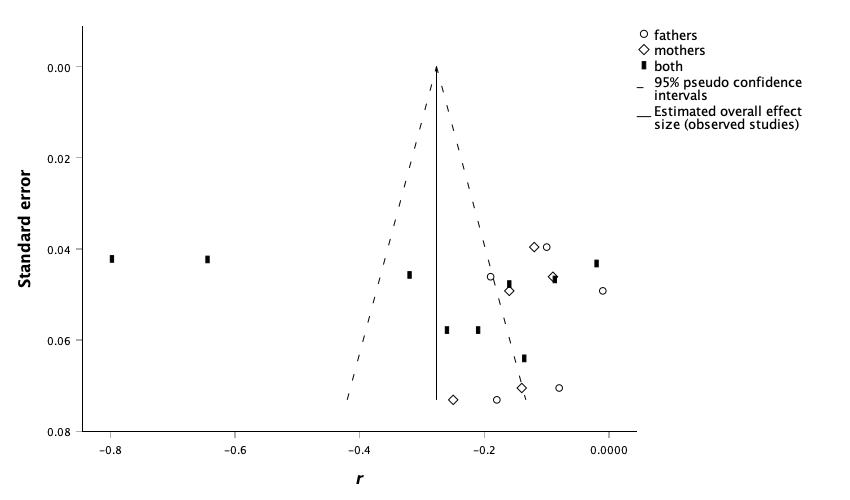 fathers
mothers
both
95% pseudo confidence
intervals
Estimated overall effect
size (observed studies)
Standard error
0.00
0.02
0.04
0.06
0.08
-0.8
-0.6
-0.4
-0.2
0.0000
r